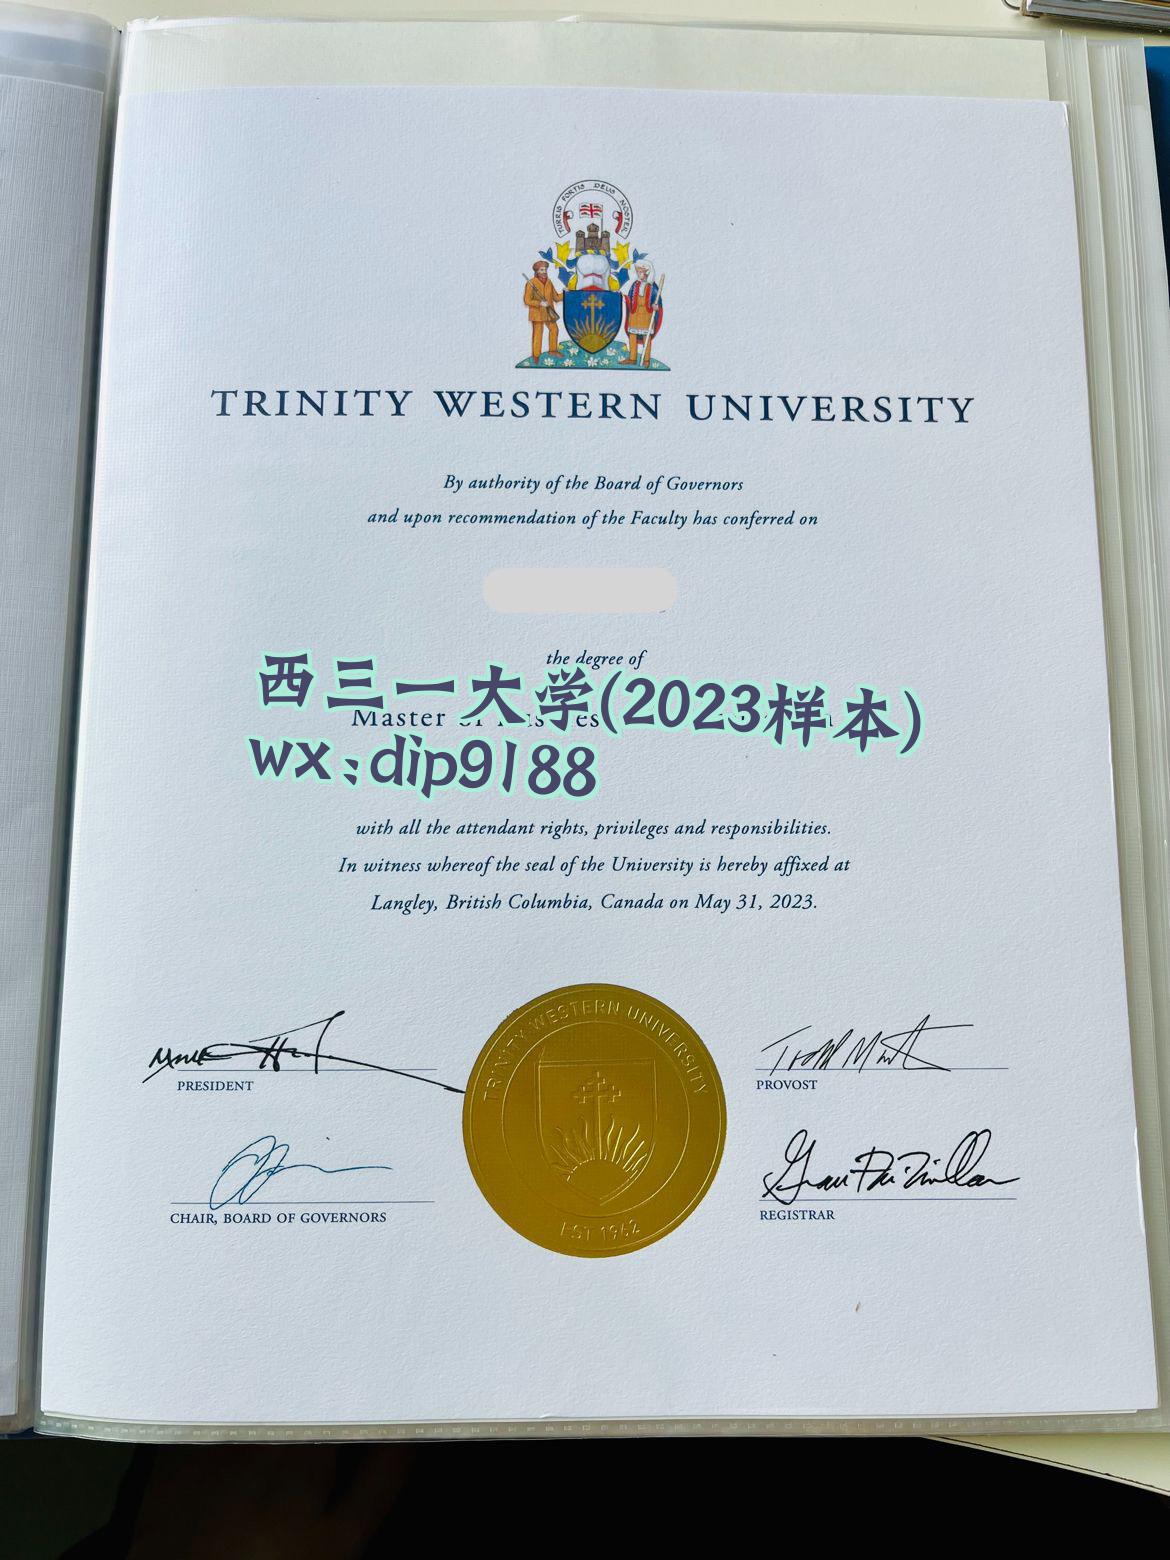 TURRIS FORTIS DEUS NOSTER
TRINITY WESTERN UNIVERSITY
By authority of the Board of Governors
and upon recommendation of the Faculty has conferred on
the degree of
西三一大学(2023样本)
Master
wx:dip9188
with all the attendant rights, privileges and responsibilities.
In witness whereof the seal of the University is hereby affixed at
Langley, British Columbia, Canada on May 31, 2023.
TRINITY WESTERN UNIVERSITY
EST 1962
PRESIDENT
PROVOST
CHAIR, BOARD OF GOVERNORS
REGISTRAR